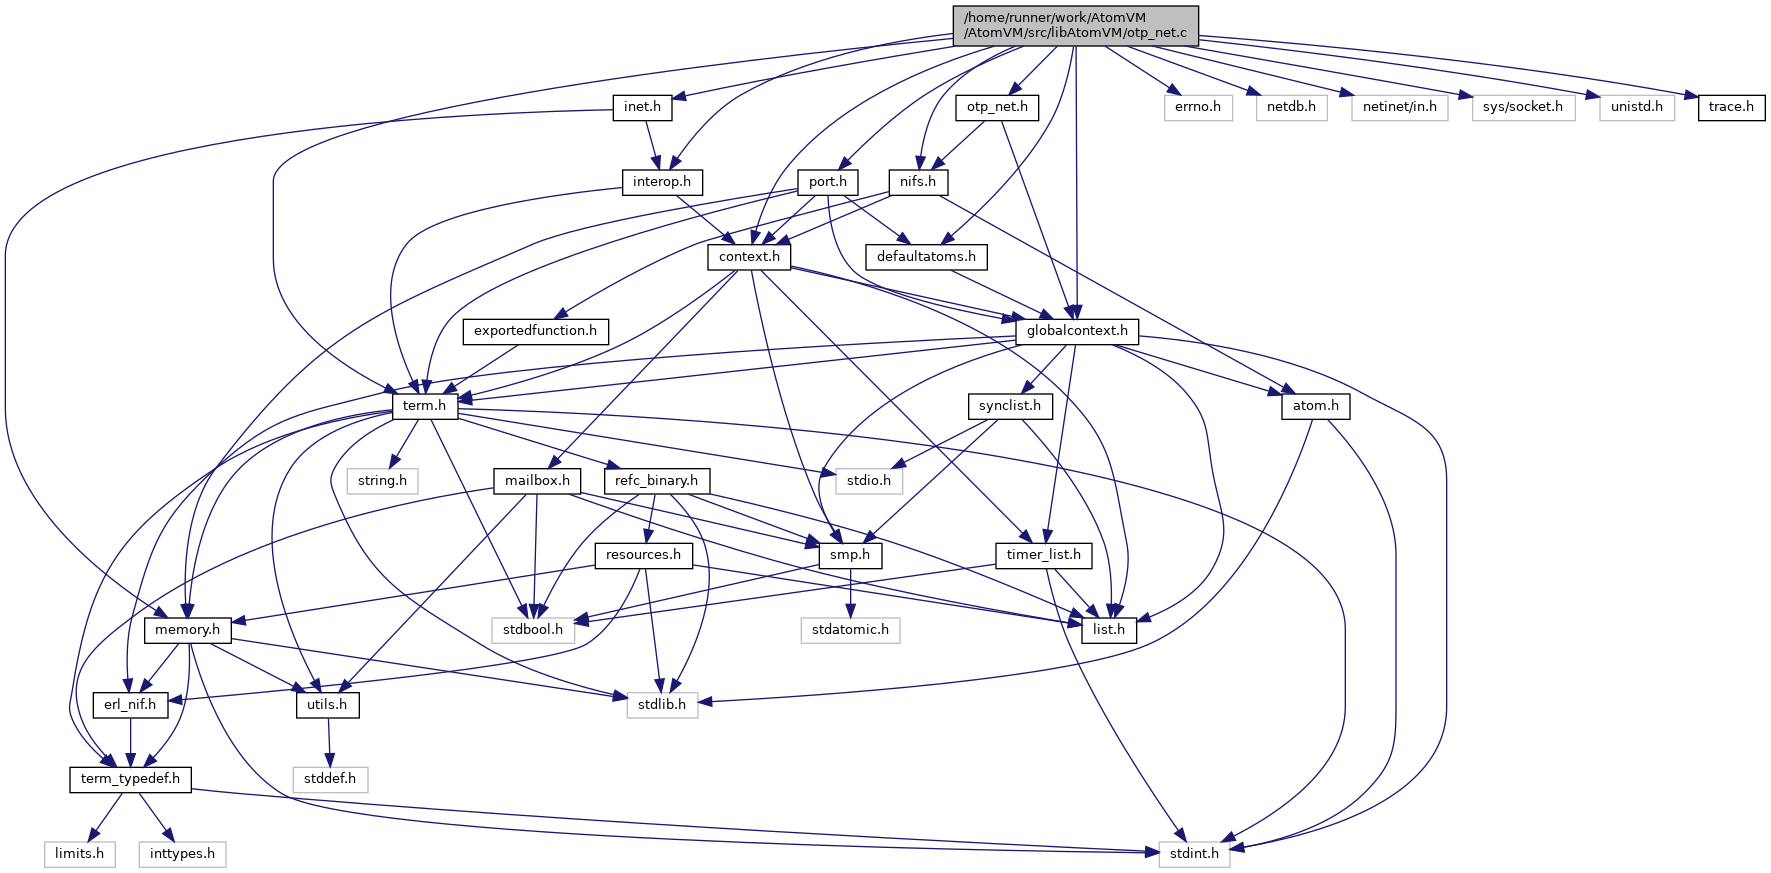 /home/runner/work/AtomVM
/AtomVM/src/libAtomVM/otp_net.c
inet.h
otp_net.h
errno.h
netdb.h
netinet/in.h
sys/socket.h
unistd.h
trace.h
interop.h
port.h
nifs.h
context.h
defaultatoms.h
exportedfunction.h
globalcontext.h
term.h
synclist.h
atom.h
string.h
mailbox.h
refc_binary.h
stdio.h
resources.h
smp.h
timer_list.h
memory.h
stdbool.h
stdatomic.h
list.h
erl_nif.h
utils.h
stdlib.h
term_typedef.h
stddef.h
limits.h
inttypes.h
stdint.h